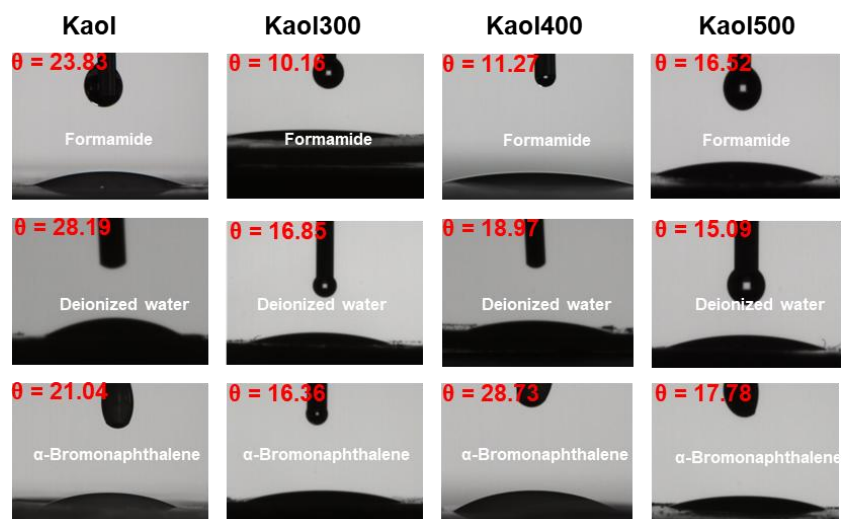 Kaol Kaol300 Kaol400 Kaol500
θ = 23.83 θ = 10.16 θ = 11.27 θ = 16.52
Formamide Formamide Formamide Formamide
θ = 28.19 θ = 16.85 θ = 18.97 θ = 15.09
Deionized water Deionized water Deionized water Deionized water
θ = 21.04 θ = 16.36 θ = 28.73 θ = 17.78
α-Bromonaphthalene α-Bromonaphthalene α-Bromonaphthalene α-Bromonaphthalene